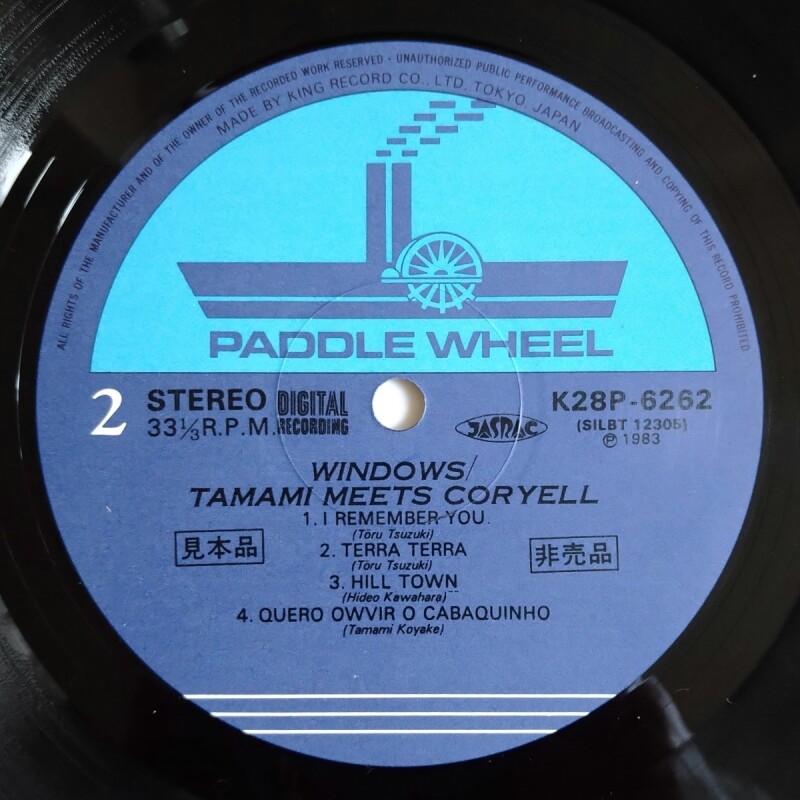 ALL RIGHTS OF THE MANUFACTURER AND OF THE OWNER OF THE RECORDED WORK RESERVED · UNAUTHORIZED PUBLIC PERFORMANCE BROADCASTING AND COPYING OF THIS RECORD PROHIBITED
MADE BY KING RECORD CO., LTD. TOKYO, JAPAN
PADDLE WHEEL
2 STEREO DIGITAL RECORDING
33⅓R.P.M.
JASRAC
K28P-6262
(SILBT 12305)
℗ 1983
WINDOWS/
TAMAMI MEETS CORYELL
1. I REMEMBER YOU.
(Tōru Tsuzuki)
2. TERRA TERRA
(Tōru Tsuzuki)
3. HILL TOWN
(Hideo Kawahara)
4. QUERO OWVIR O CABAQUINHO
(Tamami Koyake)
見本品
非売品